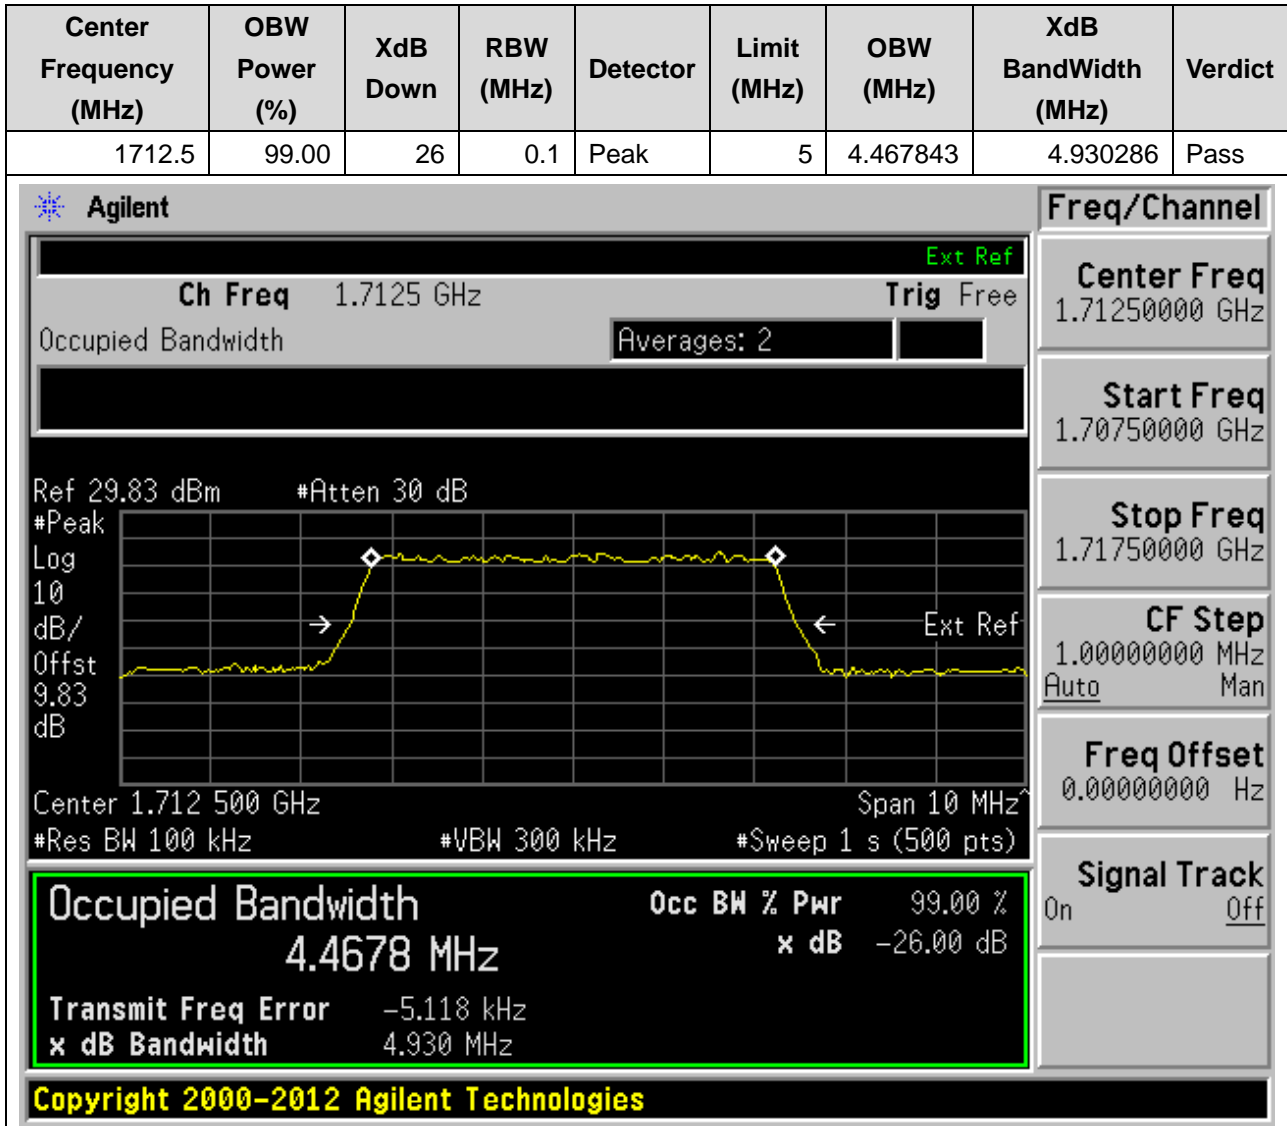 Center Frequency (MHz) OBW Power (%) XdB Down RBW (MHz) Detector Limit (MHz) OBW (MHz) XdB BandWidth (MHz) Verdict
1712.5 99.00 26 0.1 Peak 5 4.467843 4.930286 Pass
Agilent
Freq/Channel
Ext Ref
Ch Freq 1.7125 GHz Trig Free
Occupied Bandwidth Averages: 2
Center Freq
1.71250000 GHz
Start Freq
1.70750000 GHz
Stop Freq
1.71750000 GHz
CF Step
1.00000000 MHz
Auto Man
Freq Offset
0.00000000 Hz
Signal Track
On Off
Ref 29.83 dBm #Atten 30 dB
#Peak
Log
10
dB/
Offst
9.83
dB
Ext Ref
Center 1.712 500 GHz Span 10 MHz^
#Res BW 100 kHz #VBW 300 kHz #Sweep 1 s (500 pts)
Occupied Bandwidth Occ BW % Pwr 99.00 %
4.4678 MHz x dB -26.00 dB
Transmit Freq Error -5.118 kHz
x dB Bandwidth 4.930 MHz
Copyright 2000-2012 Agilent Technologies